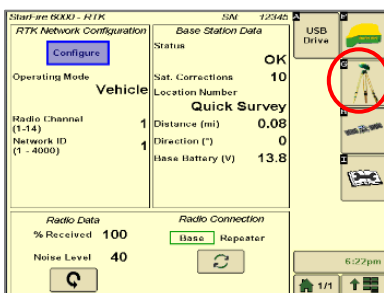 StarFire 6000 - RTK
SN 12345
RTK Network Configuration
Configure
Operating Mode
Vehicle
Radio Channel
(1-14)
1
Network ID
(1 - 4000)
1
Base Station Data
Status
OK
Sat. Corrections 10
Location Number
Quick Survey
Distance (mi) 0.08
Direction (°) 0
Base Battery (V) 13.8
Radio Data
% Received 100
Noise Level 40
Radio Connection
Base Repeater
A
USB
Drive
F
G
H
I
6:22pm
1/1